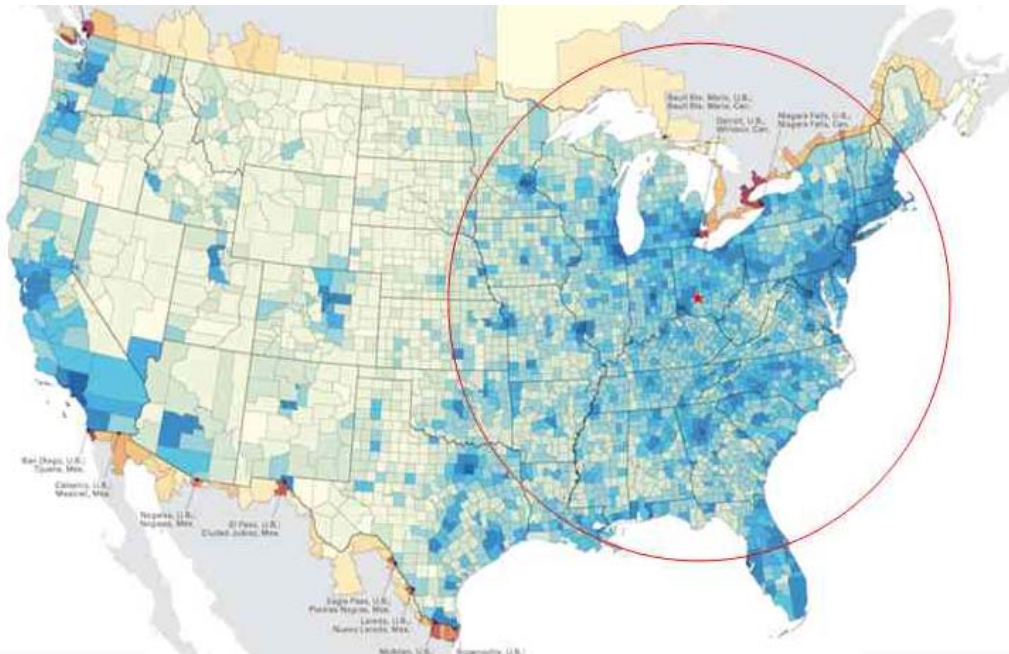 Sault Ste. Marie, U.S.;
Sault Ste. Marie, Can.
Detroit, U.S.;
Windsor, Can.
Niagara Falls, U.S.;
Niagara Falls, Can.
San Diego, U.S.;
Tijuana, Mex.
Calexico, U.S.;
Mexicali, Mex.
Nogales, U.S.;
Nogales, Mex.
El Paso, U.S.;
Ciudad Juárez, Mex.
Eagle Pass, U.S.;
Piedras Negras, Mex.
Laredo, U.S.;
Nuevo Laredo, Mex.
McAllen, U.S.;
Brownsville, U.S.;